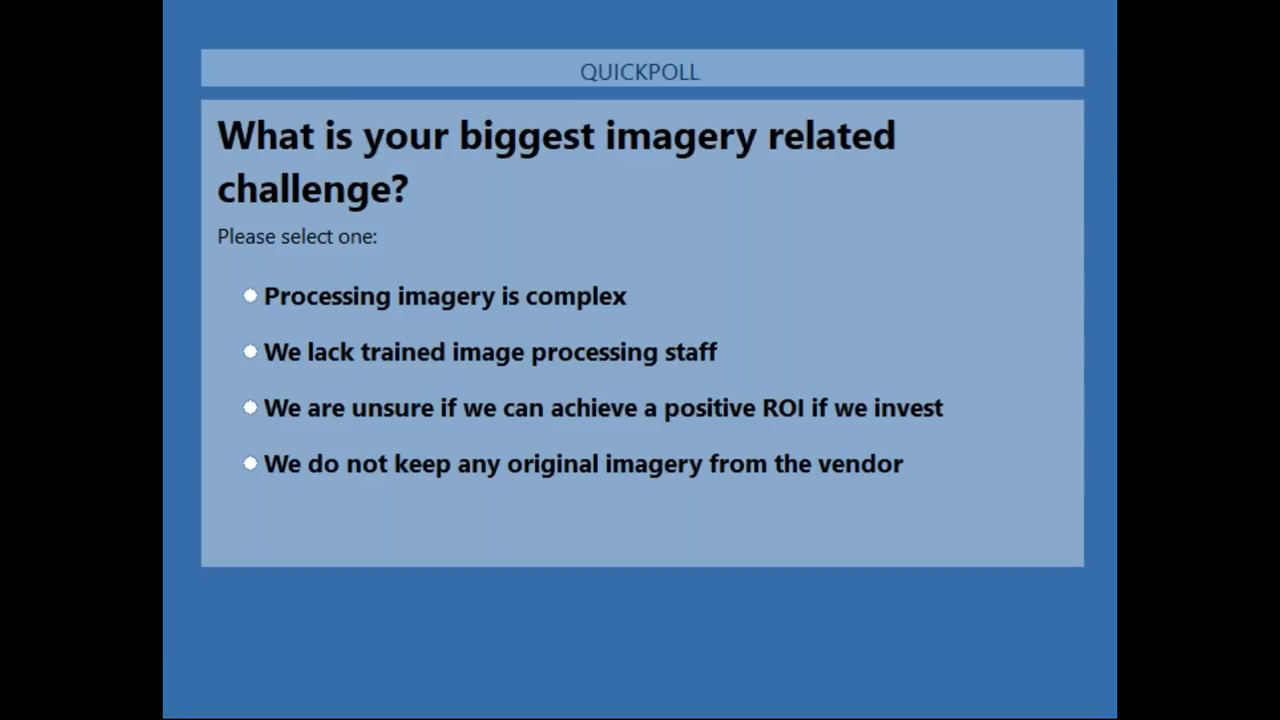 QUICKPOLL
What is your biggest imagery related
challenge?
Please select one:
Processing imagery is complex
We lack trained image processing staff
We are unsure if we can achieve a positive ROI if we invest
We do not keep any original imagery from the vendor